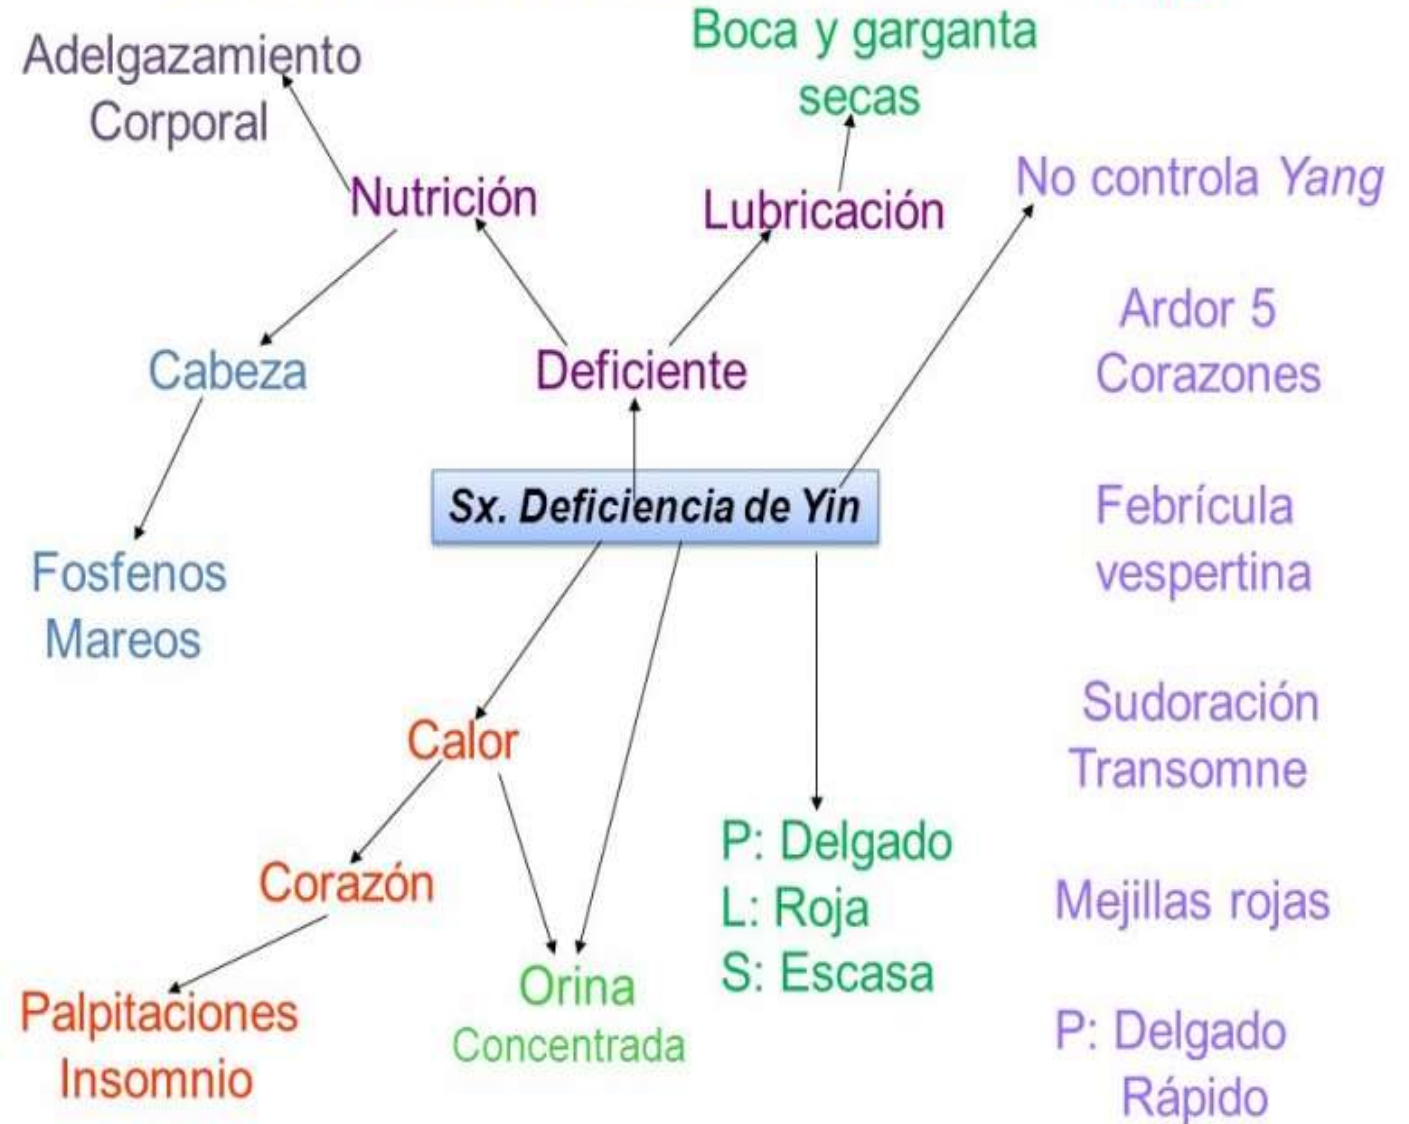 Adelgazamiento
Corporal
Boca y garganta
secas
Nutrición
Lubricación
No controla Yang
Cabeza
Deficiente
Ardor 5
Corazones
Sx. Deficiencia de Yin
Febrícula
vespertina
Fosfenos
Mareos
Calor
Sudoración
Transomne
Corazón
P: Delgado
L: Roja
S: Escasa
Mejillas rojas
Orina
Concentrada
Palpitaciones
Insomnio
P: Delgado
Rápido